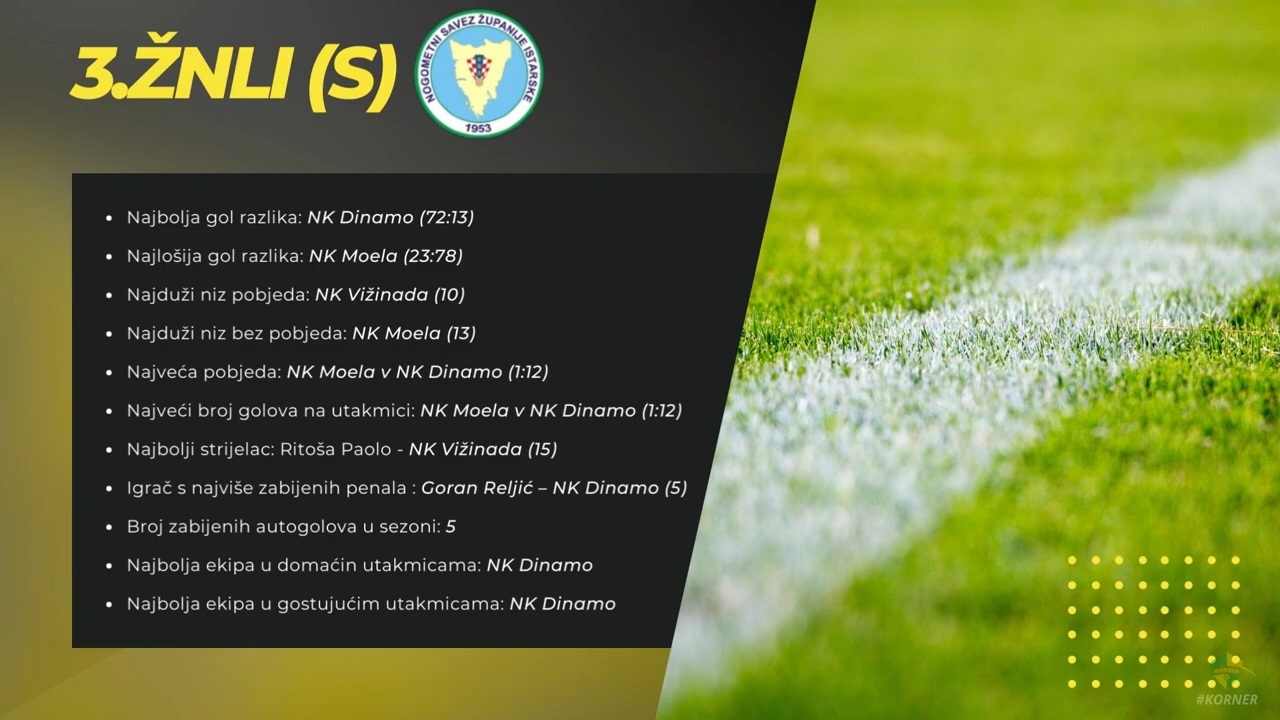 3.ŽNLI (S)
NOGOMETNI SAVEZ ŽUPANIJE ISTARSKE
1953
• Najbolja gol razlika: NK Dinamo (72:13)
• Najlošija gol razlika: NK Moela (23:78)
• Najduži niz pobjeda: NK Vižinada (10)
• Najduži niz bez pobjeda: NK Moela (13)
• Najveća pobjeda: NK Moela v NK Dinamo (1:12)
• Najveći broj golova na utakmici: NK Moela v NK Dinamo (1:12)
• Najbolji strijelac: Ritoša Paolo - NK Vižinada (15)
• Igrač s najviše zabijenih penala : Goran Reljić – NK Dinamo (5)
• Broj zabijenih autogolova u sezoni: 5
• Najbolja ekipa u domaćin utakmicama: NK Dinamo
• Najbolja ekipa u gostujućim utakmicama: NK Dinamo
#KORNER